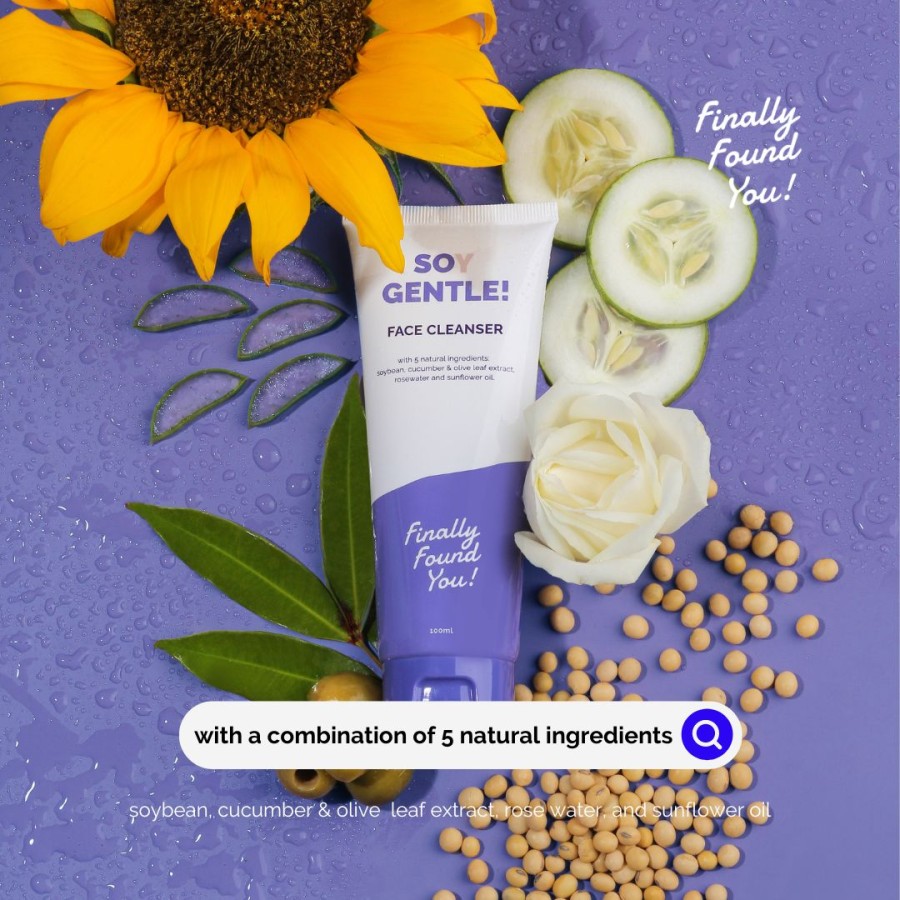 Finally
Found
You!
SOY
GENTLE!
FACE CLEANSER
with 5 natural ingredients:
soybean, cucumber & olive leaf extract,
rosewater and sunflower oil.
Finally
Found
You!
100ml
with a combination of 5 natural ingredients
soybean, cucumber & olive leaf extract, rose water, and sunflower oil